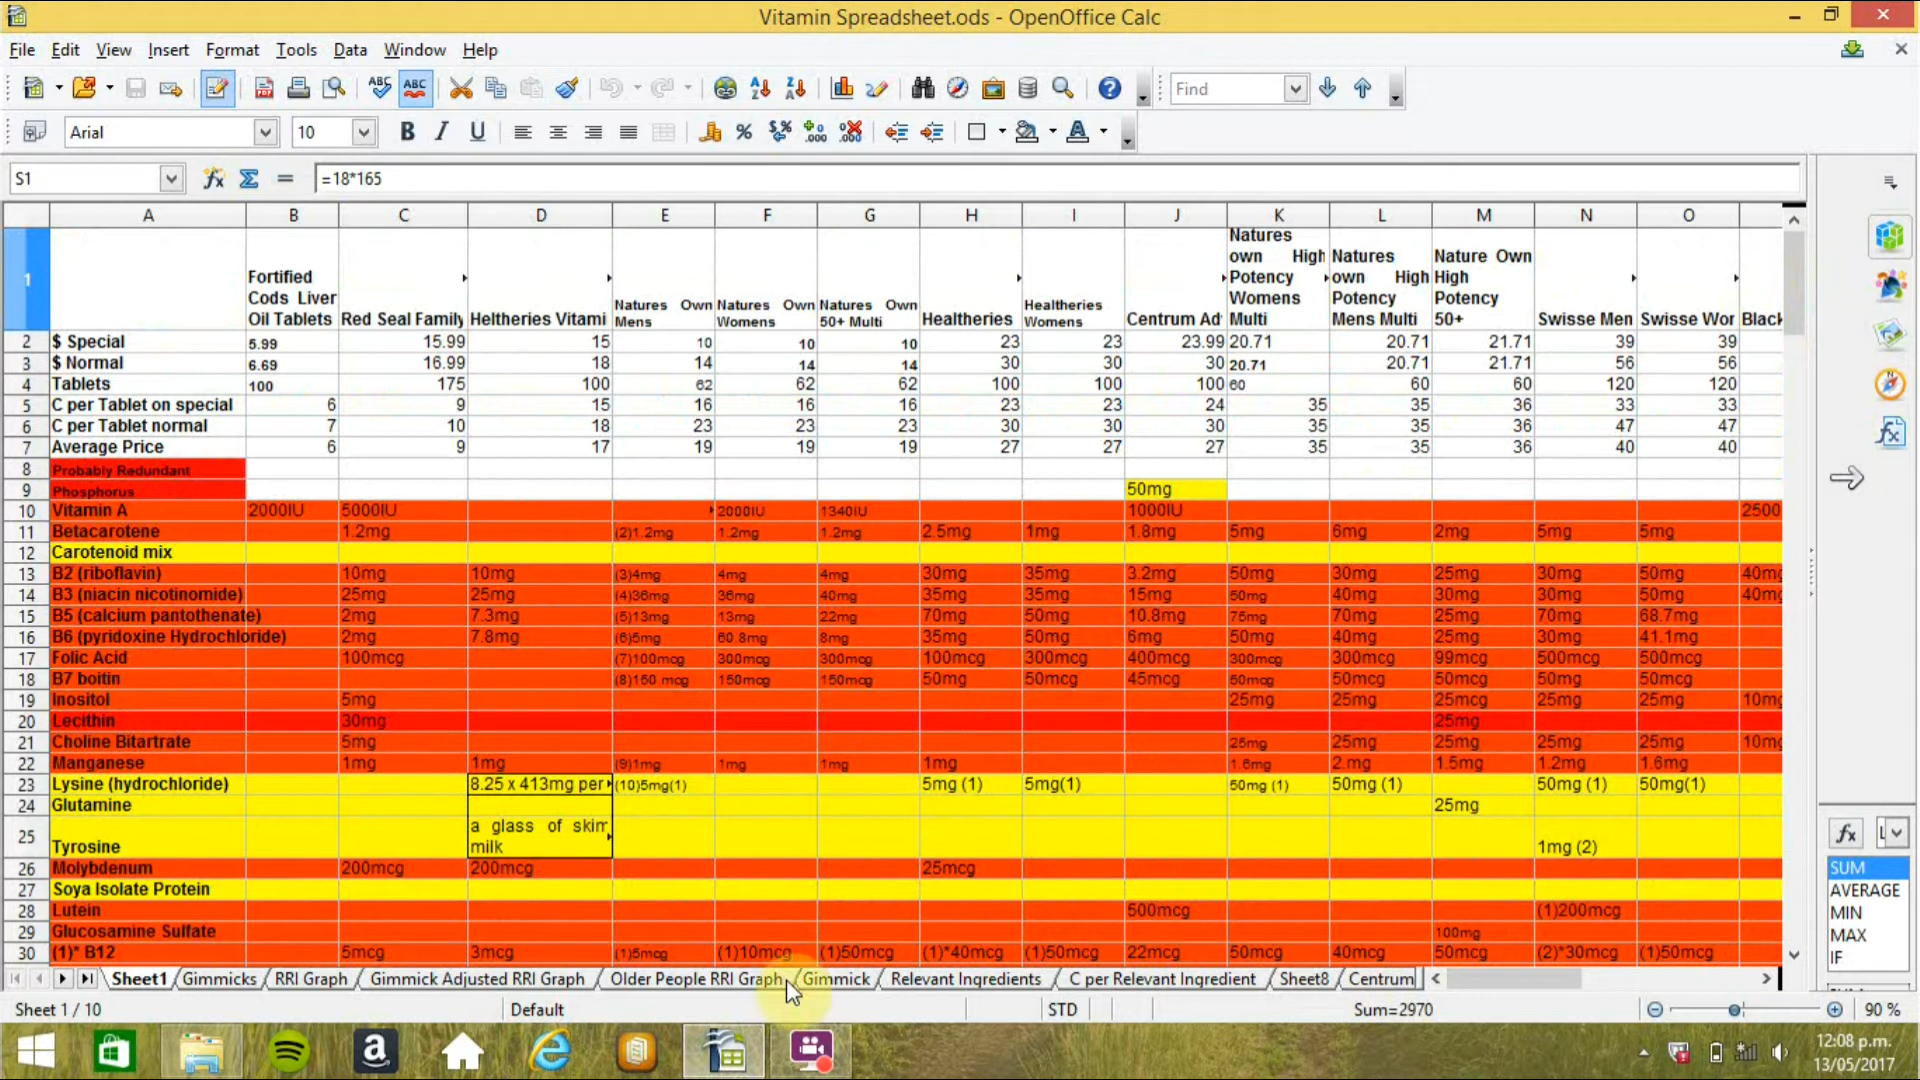 Vitamin Spreadsheet.ods - OpenOffice Calc
File Edit View Insert Format Tools Data Window Help
Find
Arial 10
S1 =18*165
A B C D E F G H I J K L M N O
1 Fortified Cods Liver Oil Tablets Red Seal Family Heltheries Vitami Natures Own Mens Natures Own Womens Natures Own 50+ Multi Healtheries Healtheries Womens Centrum Ad Natures own High Potency Womens Multi Natures own High Potency Mens Multi Nature Own High Potency 50+ Swisse Men Swisse Wor Black
2 $ Special 5.99 15.99 15 10 10 10 23 23 23.99 20.71 20.71 21.71 39 39
3 $ Normal 6.69 16.99 18 14 14 14 30 30 30 20.71 20.71 21.71 56 56
4 Tablets 100 175 100 62 62 62 100 100 100 60 60 60 120 120
5 C per Tablet on special 6 9 15 16 16 16 23 23 24 35 35 36 33 33
6 C per Tablet normal 7 10 18 23 23 23 30 30 30 35 35 36 47 47
7 Average Price 6 9 17 19 19 19 27 27 27 35 35 36 40 40
8 Probably Redundant
9 Phosphorus 50mg
10 Vitamin A 2000IU 5000IU 2000IU 1340IU 1000IU 2500
11 Betacarotene 1.2mg (2)1.2mg 1.2mg 1.2mg 2.5mg 1mg 1.8mg 5mg 6mg 2mg 5mg 5mg
12 Carotenoid mix
13 B2 (riboflavin) 10mg 10mg (3)4mg 4mg 4mg 30mg 35mg 3.2mg 50mg 30mg 25mg 30mg 50mg 40mg
14 B3 (niacin nicotinomide) 25mg 25mg (4)36mg 36mg 40mg 35mg 35mg 15mg 50mg 40mg 30mg 30mg 50mg 40mg
15 B5 (calcium pantothenate) 2mg 7.3mg (5)13mg 13mg 22mg 70mg 50mg 10.8mg 75mg 70mg 25mg 70mg 68.7mg
16 B6 (pyridoxine Hydrochloride) 2mg 7.8mg (6)5mg 60.8mg 8mg 35mg 50mg 6mg 50mg 40mg 25mg 30mg 41.1mg
17 Folic Acid 100mcg (7)100mcg 300mcg 300mcg 100mcg 300mcg 400mcg 300mcg 300mcg 99mcg 500mcg 500mcg
18 B7 boitin (8)150 mcg 150mcg 150mcg 50mg 50mcg 45mcg 50mcg 50mcg 50mcg 50mcg 50mcg
19 Inositol 5mg 25mg 25mg 25mcg 25mg 25mg 10mg
20 Lecithin 30mg 25mg
21 Choline Bitartrate 5mg 25mg 25mg 25mg 25mg 25mg 10mg
22 Manganese 1mg 1mg (9)1mg 1mg 1mg 1mg 1.6mg 2.mg 1.5mg 1.2mg 1.6mg
23 Lysine (hydrochloride) 8.25 x 413mg per (10)5mg(1) 5mg (1) 5mg(1) 50mg (1) 50mg (1) 50mg (1) 50mg(1)
24 Glutamine 25mg
25 Tyrosine a glass of skim milk 1mg (2)
26 Molybdenum 200mcg 200mcg 25mcg
27 Soya Isolate Protein
28 Lutein 500mcg (1)200mcg
29 Glucosamine Sulfate 100mg
30 (1)* B12 5mcg 3mcg (1)5mcg (1)10mcg (1)50mcg (1)*40mcg (1)50mcg 22mcg 50mcg 40mcg 50mcg (2)*30mcg (1)50mcg
SUM
AVERAGE
MIN
MAX
IF
Sheet1 Gimmicks RRI Graph Gimmick Adjusted RRI Graph Older People RRI Graph Gimmick Relevant Ingredients C per Relevant Ingredient Sheet8 Centrum
Sheet 1 / 10 Default STD Sum=2970 90 %
12:08 p.m.
13/05/2017